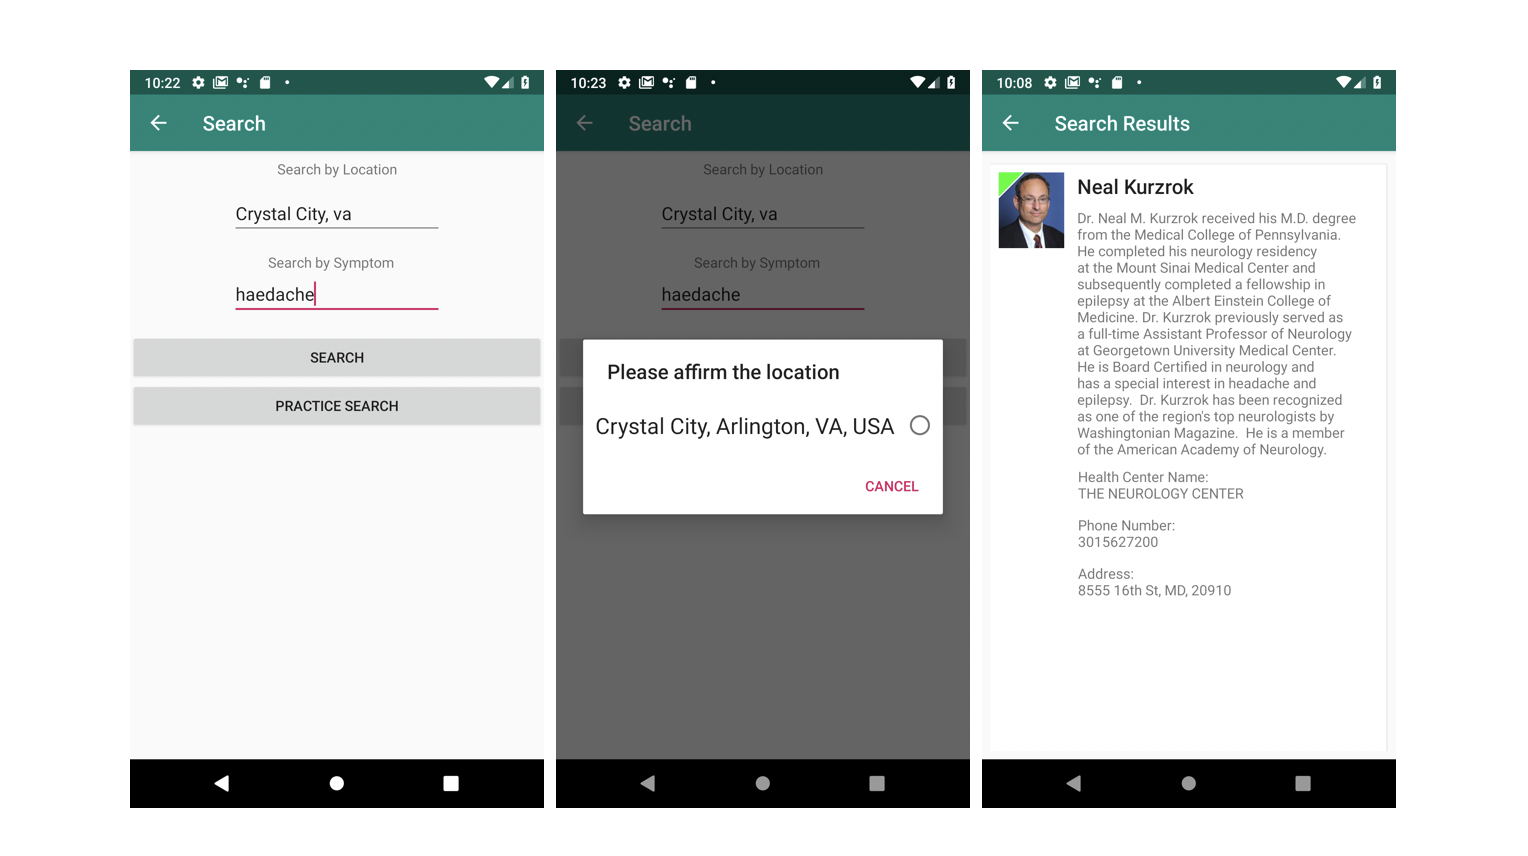 10:22
Search
Search by Location
Crystal City, va
Search by Symptom
haedache
SEARCH
PRACTICE SEARCH
10:23
Search
Search by Location
Crystal City, va
Search by Symptom
haedache
Please affirm the location
Crystal City, Arlington, VA, USA
CANCEL
10:08
Search Results
Neal Kurzrok
Dr. Neal M. Kurzrok received his M.D. degree
from the Medical College of Pennsylvania.
He completed his neurology residency
at the Mount Sinai Medical Center and
subsequently completed a fellowship in
epilepsy at the Albert Einstein College of
Medicine. Dr. Kurzrok previously served as
a full-time Assistant Professor of Neurology
at Georgetown University Medical Center.
He is Board Certified in neurology and
has a special interest in headache and
epilepsy.  Dr. Kurzrok has been recognized
as one of the region's top neurologists by
Washingtonian Magazine.  He is a member
of the American Academy of Neurology.
Health Center Name:
THE NEUROLOGY CENTER
Phone Number:
3015627200
Address:
8555 16th St, MD, 20910